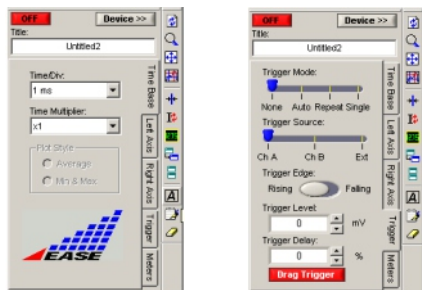 OFF
Device >>
Title:
Untitled2
Time/Div:
1 ms
Time Multiplier:
x1
Plot Style
Average
Min & Max
EASE
Time Base
Left Axis
Right Axis
Trigger
Meters
A
OFF
Device >>
Title:
Untitled2
Trigger Mode:
None Auto Repeat Single
Trigger Source:
Ch A Ch B Ext
Trigger Edge:
Rising Falling
Trigger Level:
0 mV
Trigger Delay:
0 %
Drag Trigger
Time Base
Left Axis
Right Axis
Trigger
Meters
A